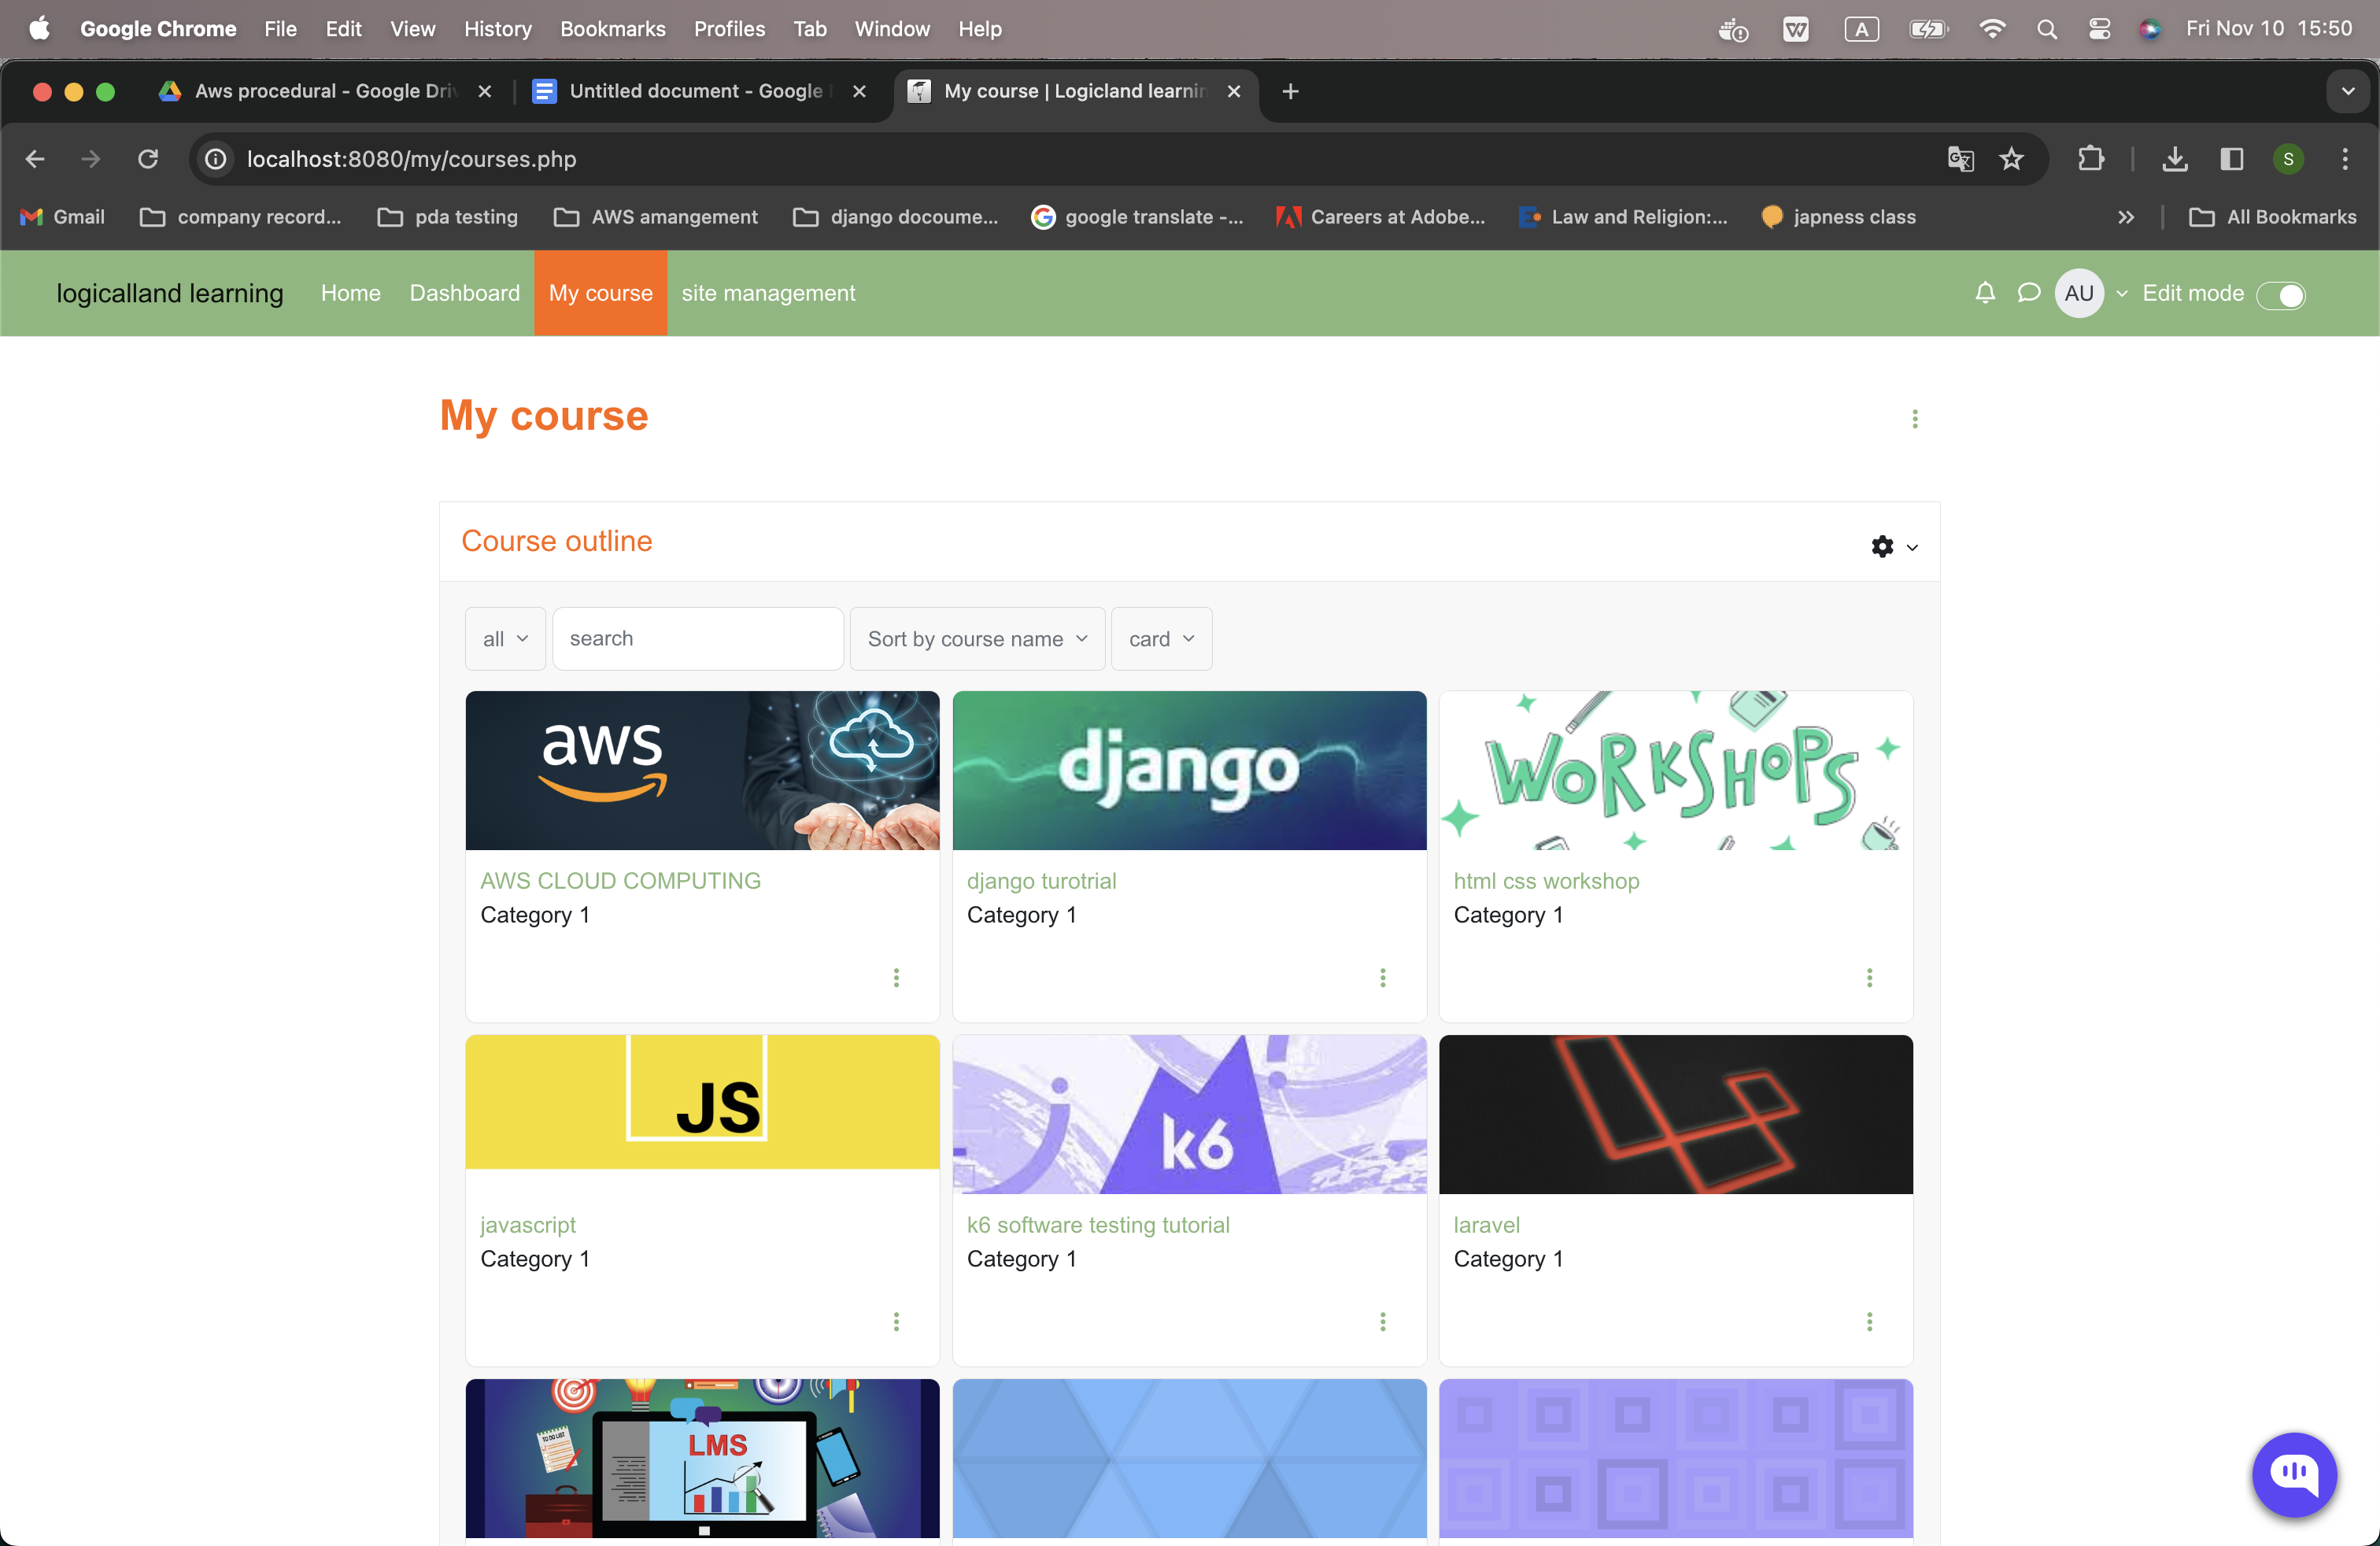 Google Chrome File Edit View History Bookmarks Profiles Tab Window Help A Fri Nov 10 15:50
Aws procedural - Google Driv Untitled document - Google My course | Logicland learnin
localhost:8080/my/courses.php S
Gmail company record... pda testing AWS amangement django docoume... google translate -... Careers at Adobe... Law and Religion:... japness class All Bookmarks
logicalland learning Home Dashboard My course site management AU Edit mode
My course
Course outline
all search Sort by course name card
aws django WORKSHOPS
AWS CLOUD COMPUTING django turotrial html css workshop
Category 1 Category 1 Category 1
JS k6
javascript k6 software testing tutorial laravel
Category 1 Category 1 Category 1
TO DO LIST
LMS